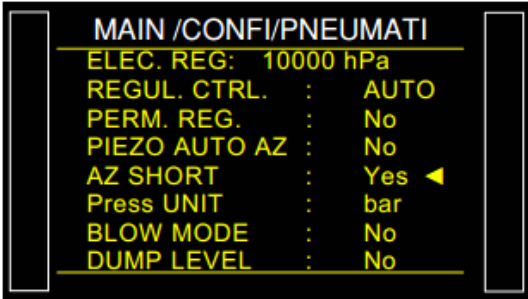 MAIN /CONFI/PNEUMATI
ELEC. REG: 10000 hPa
REGUL. CTRL. : AUTO
PERM. REG. : No
PIEZO AUTO AZ : No
AZ SHORT : Yes ◄
Press UNIT : bar
BLOW MODE : No
DUMP LEVEL : No